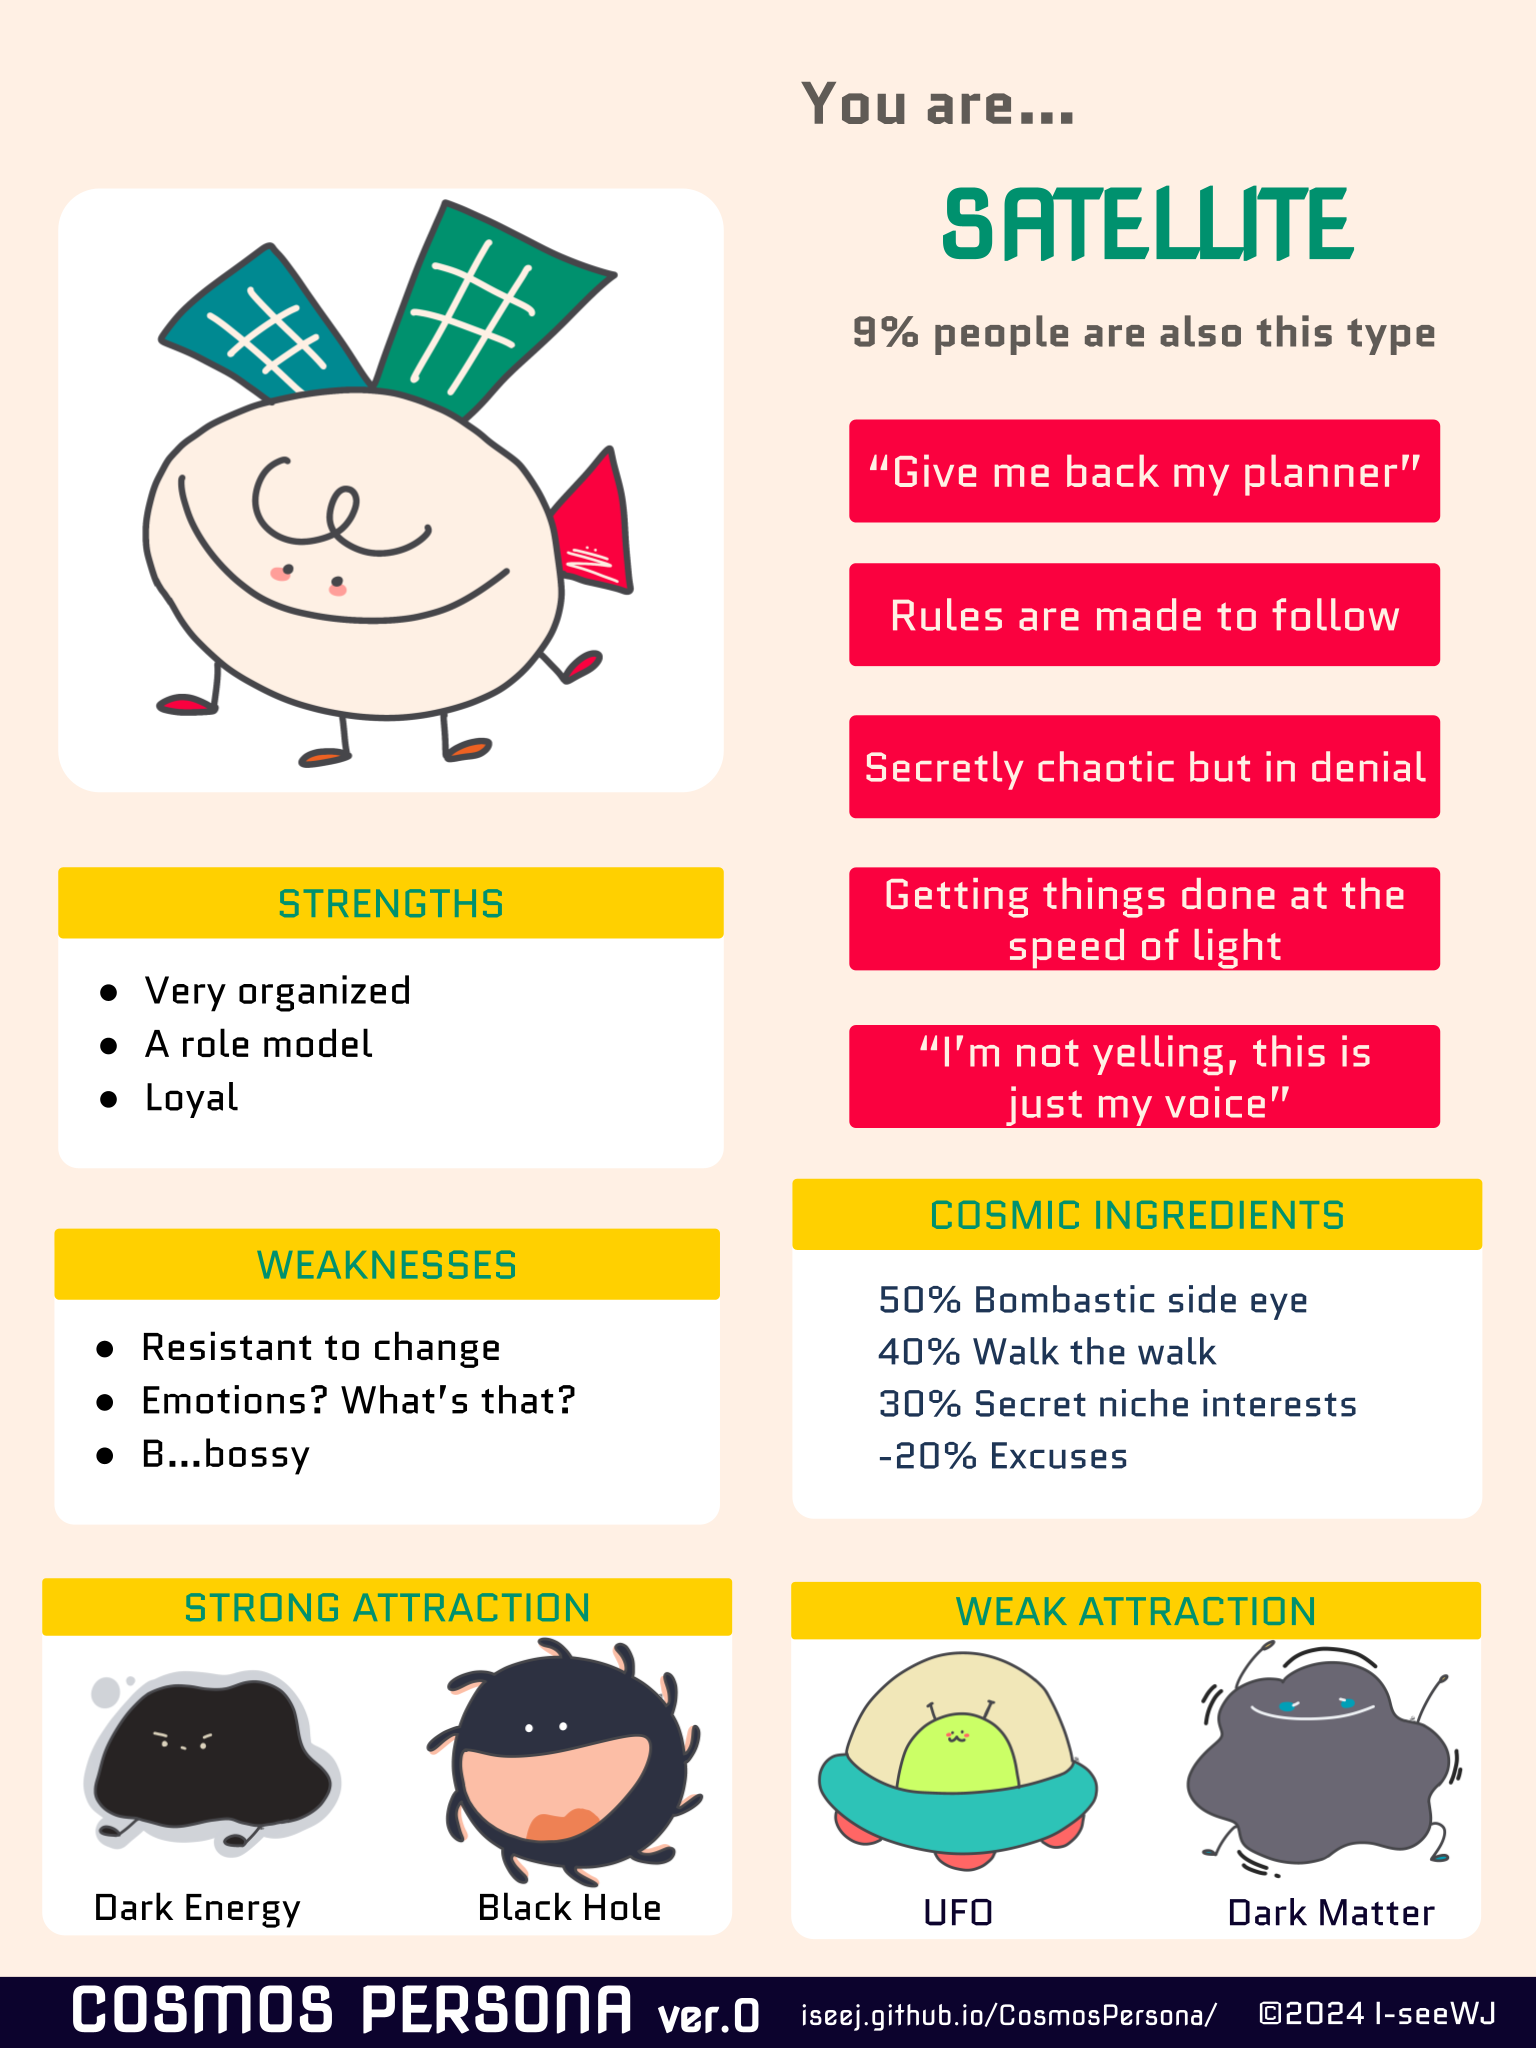 You are...
SATELLITE
9% people are also this type
“Give me back my planner”
Rules are made to follow
Secretly chaotic but in denial
Getting things done at the
speed of light
“I’m not yelling, this is
just my voice”
STRENGTHS
● Very organized
● A role model
● Loyal
WEAKNESSES
● Resistant to change
● Emotions? What’s that?
● B...bossy
COSMIC INGREDIENTS
50% Bombastic side eye
40% Walk the walk
30% Secret niche interests
-20% Excuses
STRONG ATTRACTION
Dark Energy
Black Hole
WEAK ATTRACTION
UFO
Dark Matter
COSMOS PERSONA ver.0
iseej.github.io/CosmosPersona/
©2024 I-seeWJ